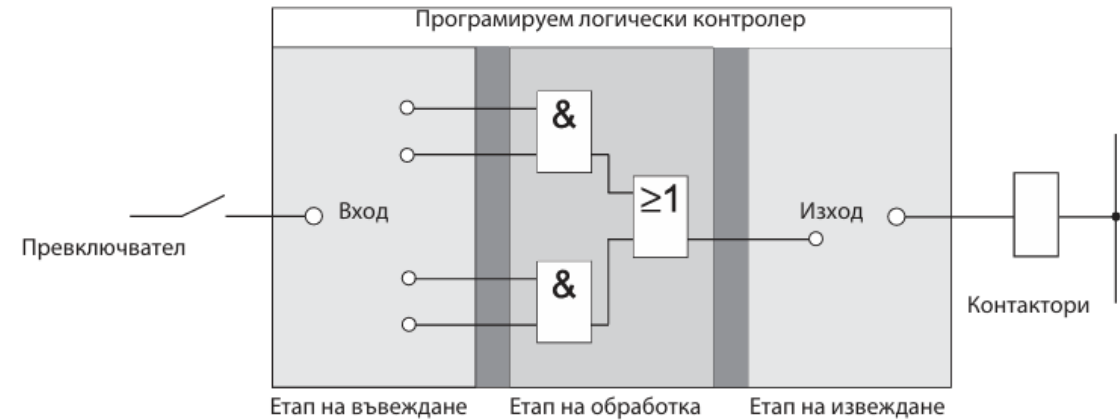 Програмируем логически контролер
&
≥1
Вход
Изход
Превключвател
&
Контактори
Етап на въвеждане
Етап на обработка
Етап на извеждане